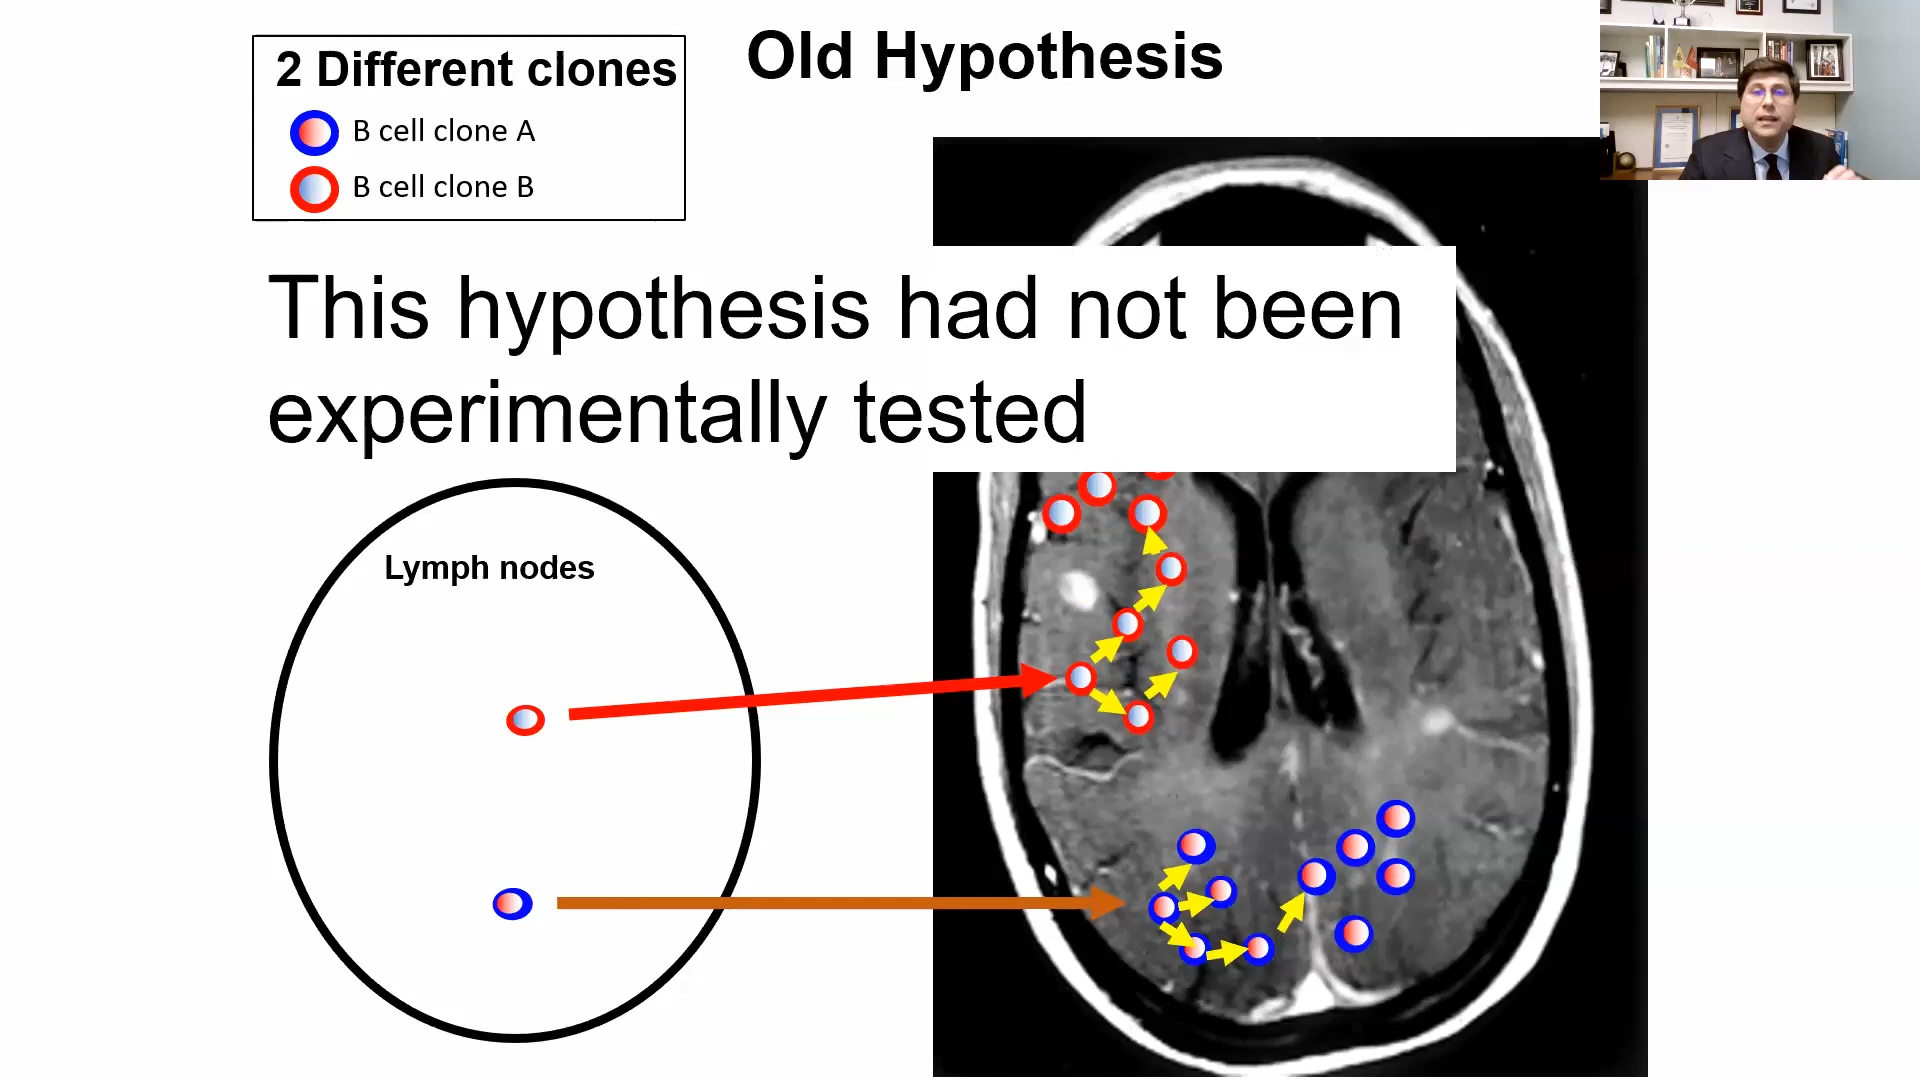 Old Hypothesis
2 Different clones
B cell clone A
B cell clone B
This hypothesis had not been
experimentally tested
Lymph nodes